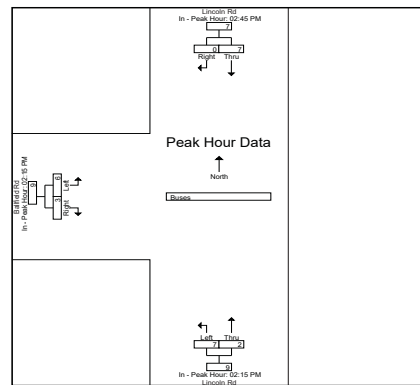 Lincoln Rd
In - Peak Hour: 02:45 PM
7
0 7
Right Thru
Peak Hour Data
North
Buses
Balfield Rd
In - Peak Hour: 02:15 PM
9
6 3
Left Right
Left Thru
7 2
9
In - Peak Hour: 02:15 PM
Lincoln Rd